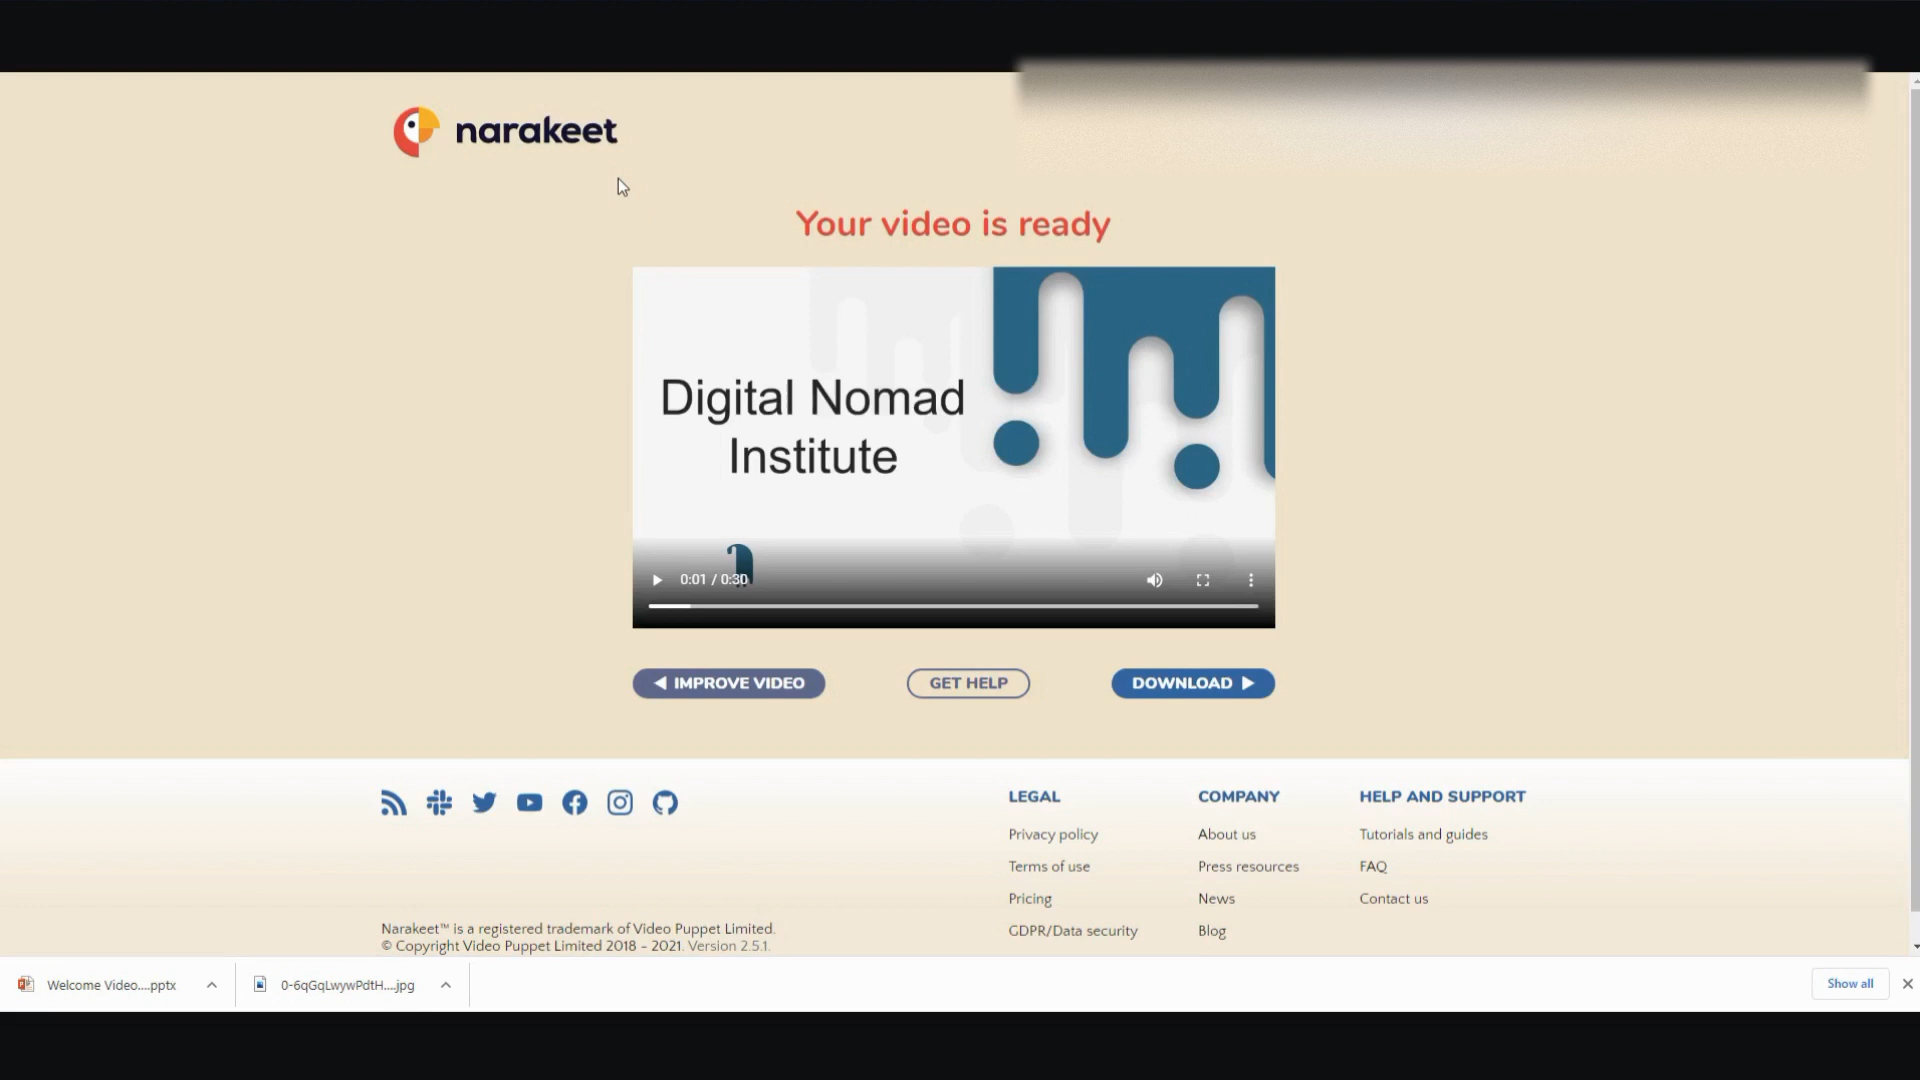 narakeet
Your video is ready
Digital Nomad
Institute
0:01 / 0:30
IMPROVE VIDEO
GET HELP
DOWNLOAD
LEGAL
Privacy policy
Terms of use
Pricing
GDPR/Data security
COMPANY
About us
Press resources
News
Blog
HELP AND SUPPORT
Tutorials and guides
FAQ
Contact us
Narakeet™ is a registered trademark of Video Puppet Limited.
© Copyright Video Puppet Limited 2018 - 2021. Version 2.5.1.
Welcome Video....pptx
0-6qGqLwywPdtH....jpg
Show all